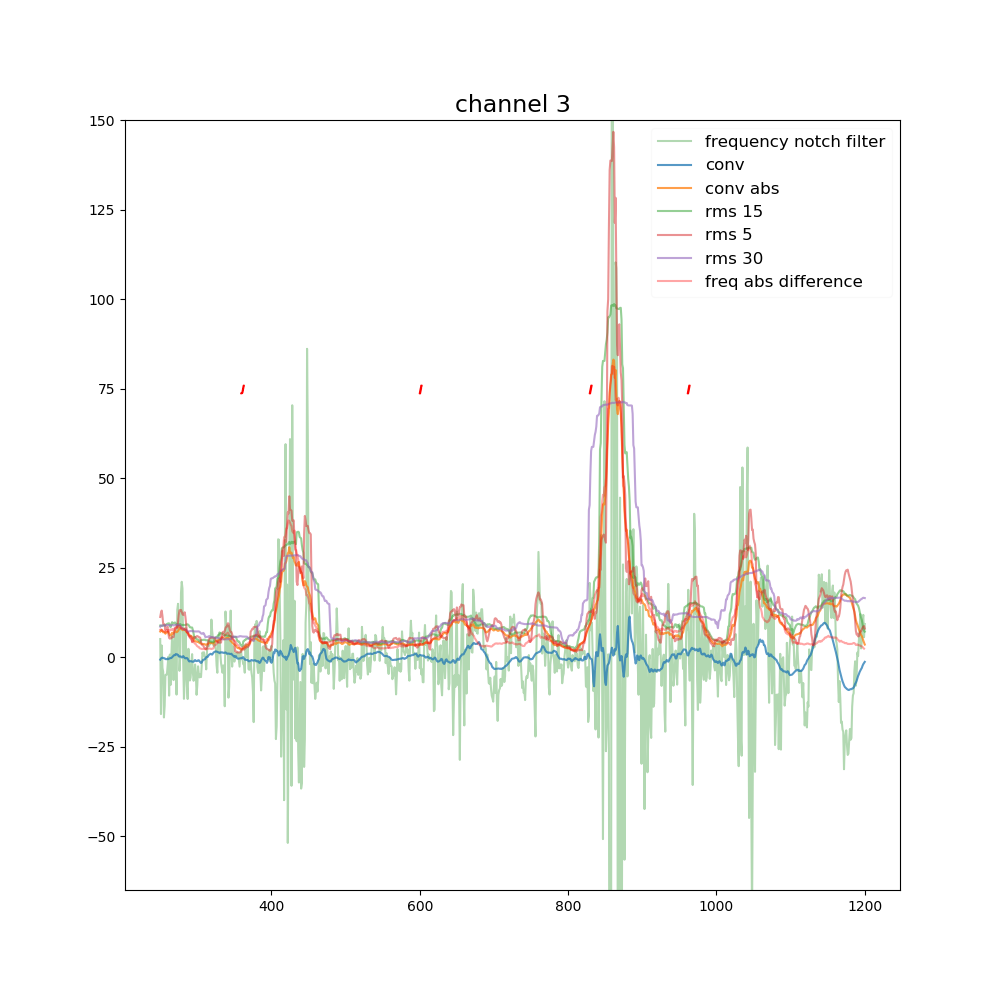 channel 3
150
125
100
75
50
25
0
−25
−50
400 600 800 1000 1200
frequency notch filter
conv
conv abs
rms 15
rms 5
rms 30
freq abs difference